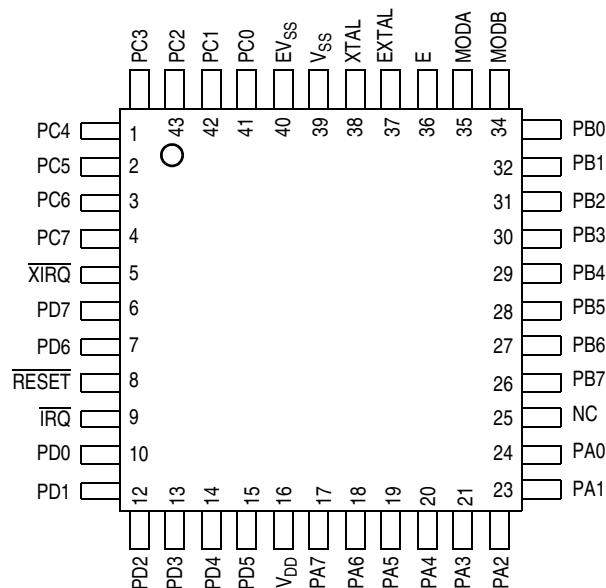 PC3 PC2 PC1 PC0 EVSS VSS XTAL EXTAL E MODA MODB
43 42 41 40 39 38 37 36 35 34
PC4 1 PB0
PC5 2 32 PB1
PC6 3 31 PB2
PC7 4 30 PB3
XIRQ 5 29 PB4
PD7 6 28 PB5
PD6 7 27 PB6
RESET 8 26 PB7
IRQ 9 25 NC
PD0 10 24 PA0
PD1 23 PA1
12 13 14 15 16 17 18 19 20 21
PD2 PD3 PD4 PD5 VDD PA7 PA6 PA5 PA4 PA3 PA2